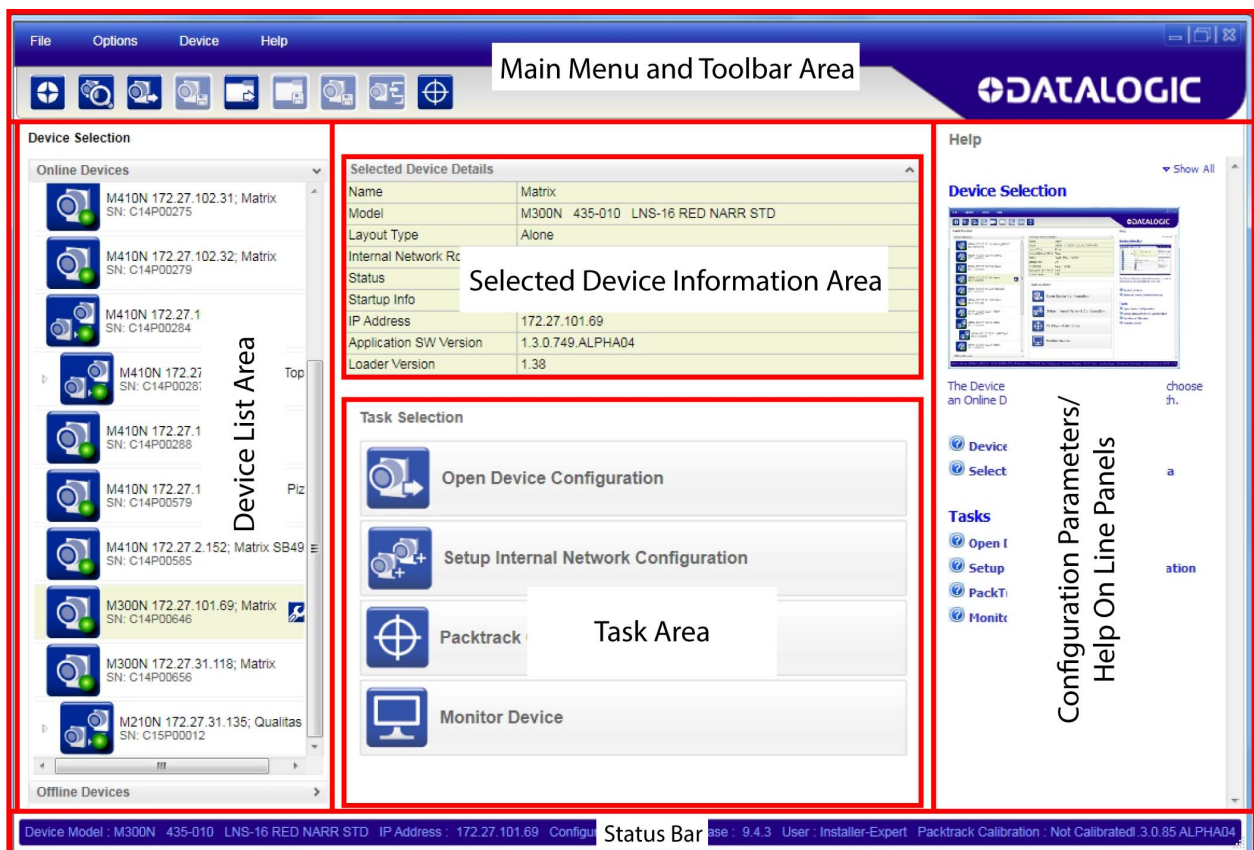 File Options Device Help
Main Menu and Toolbar Area
DATALOGIC
Device Selection
Online Devices
M410N 172.27.102.31; Matrix
SN: C14P00275
M410N 172.27.102.32; Matrix
SN: C14P00279
M410N 172.27.1
SN: C14P00284
M410N 172.27 Top
SN: C14P00287
M410N 172.27.1
SN: C14P00288
M410N 172.27.1 Piz
SN: C14P00579
M410N 172.27.2.152; Matrix SB49
SN: C14P00585
M300N 172.27.101.69; Matrix
SN: C14P00646
M300N 172.27.31.118; Matrix
SN: C14P00656
M210N 172.27.31.135; Qualitas
SN: C15P00012
Offline Devices
Device List Area
Selected Device Details
Name Matrix
Model M300N 435-010 LNS-16 RED NARR STD
Layout Type Alone
Internal Network Ro
Status
Startup Info
IP Address 172.27.101.69
Application SW Version 1.3.0.749.ALPHA04
Loader Version 1.38
Selected Device Information Area
Task Selection
Open Device Configuration
Setup Internal Network Configuration
Packtrack
Monitor Device
Task Area
Help
Show All
Device Selection
The Device choose
an Online D th.
Device
Select a
Tasks
Open
Setup ation
PackT
Monito
Configuration Parameters/
Help On Line Panels
Device Model : M300N 435-010 LNS-16 RED NARR STD IP Address : 172.27.101.69 Configu ase : 9.4.3 User : Installer-Expert Packtrack Calibration : Not Calibrated1.3.0.85 ALPHA04
Status Bar